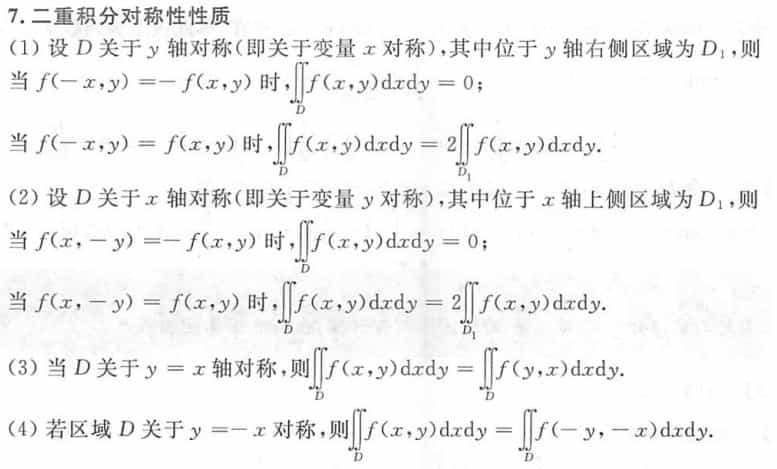 7. 二重积分对称性性质
(1) 设 D 关于 y 轴对称(即关于变量 x 对称),其中位于 y 轴右侧区域为 D₁,则
当 f(-x,y) =- f(x,y) 时,∬_D f(x,y)dxdy = 0;
当 f(-x,y) = f(x,y) 时,∬_D f(x,y)dxdy = 2∬_D₁ f(x,y)dxdy.
(2) 设 D 关于 x 轴对称(即关于变量 y 对称),其中位于 x 轴上侧区域为 D₁,则
当 f(x,-y) =- f(x,y) 时,∬_D f(x,y)dxdy = 0;
当 f(x,-y) = f(x,y) 时,∬_D f(x,y)dxdy = 2∬_D₁ f(x,y)dxdy.
(3) 当 D 关于 y = x 轴对称,则∬_D f(x,y)dxdy = ∬_D f(y,x)dxdy.
(4) 若区域 D 关于 y =- x 对称,则∬_D f(x,y)dxdy = ∬_D f(-y,-x)dxdy.